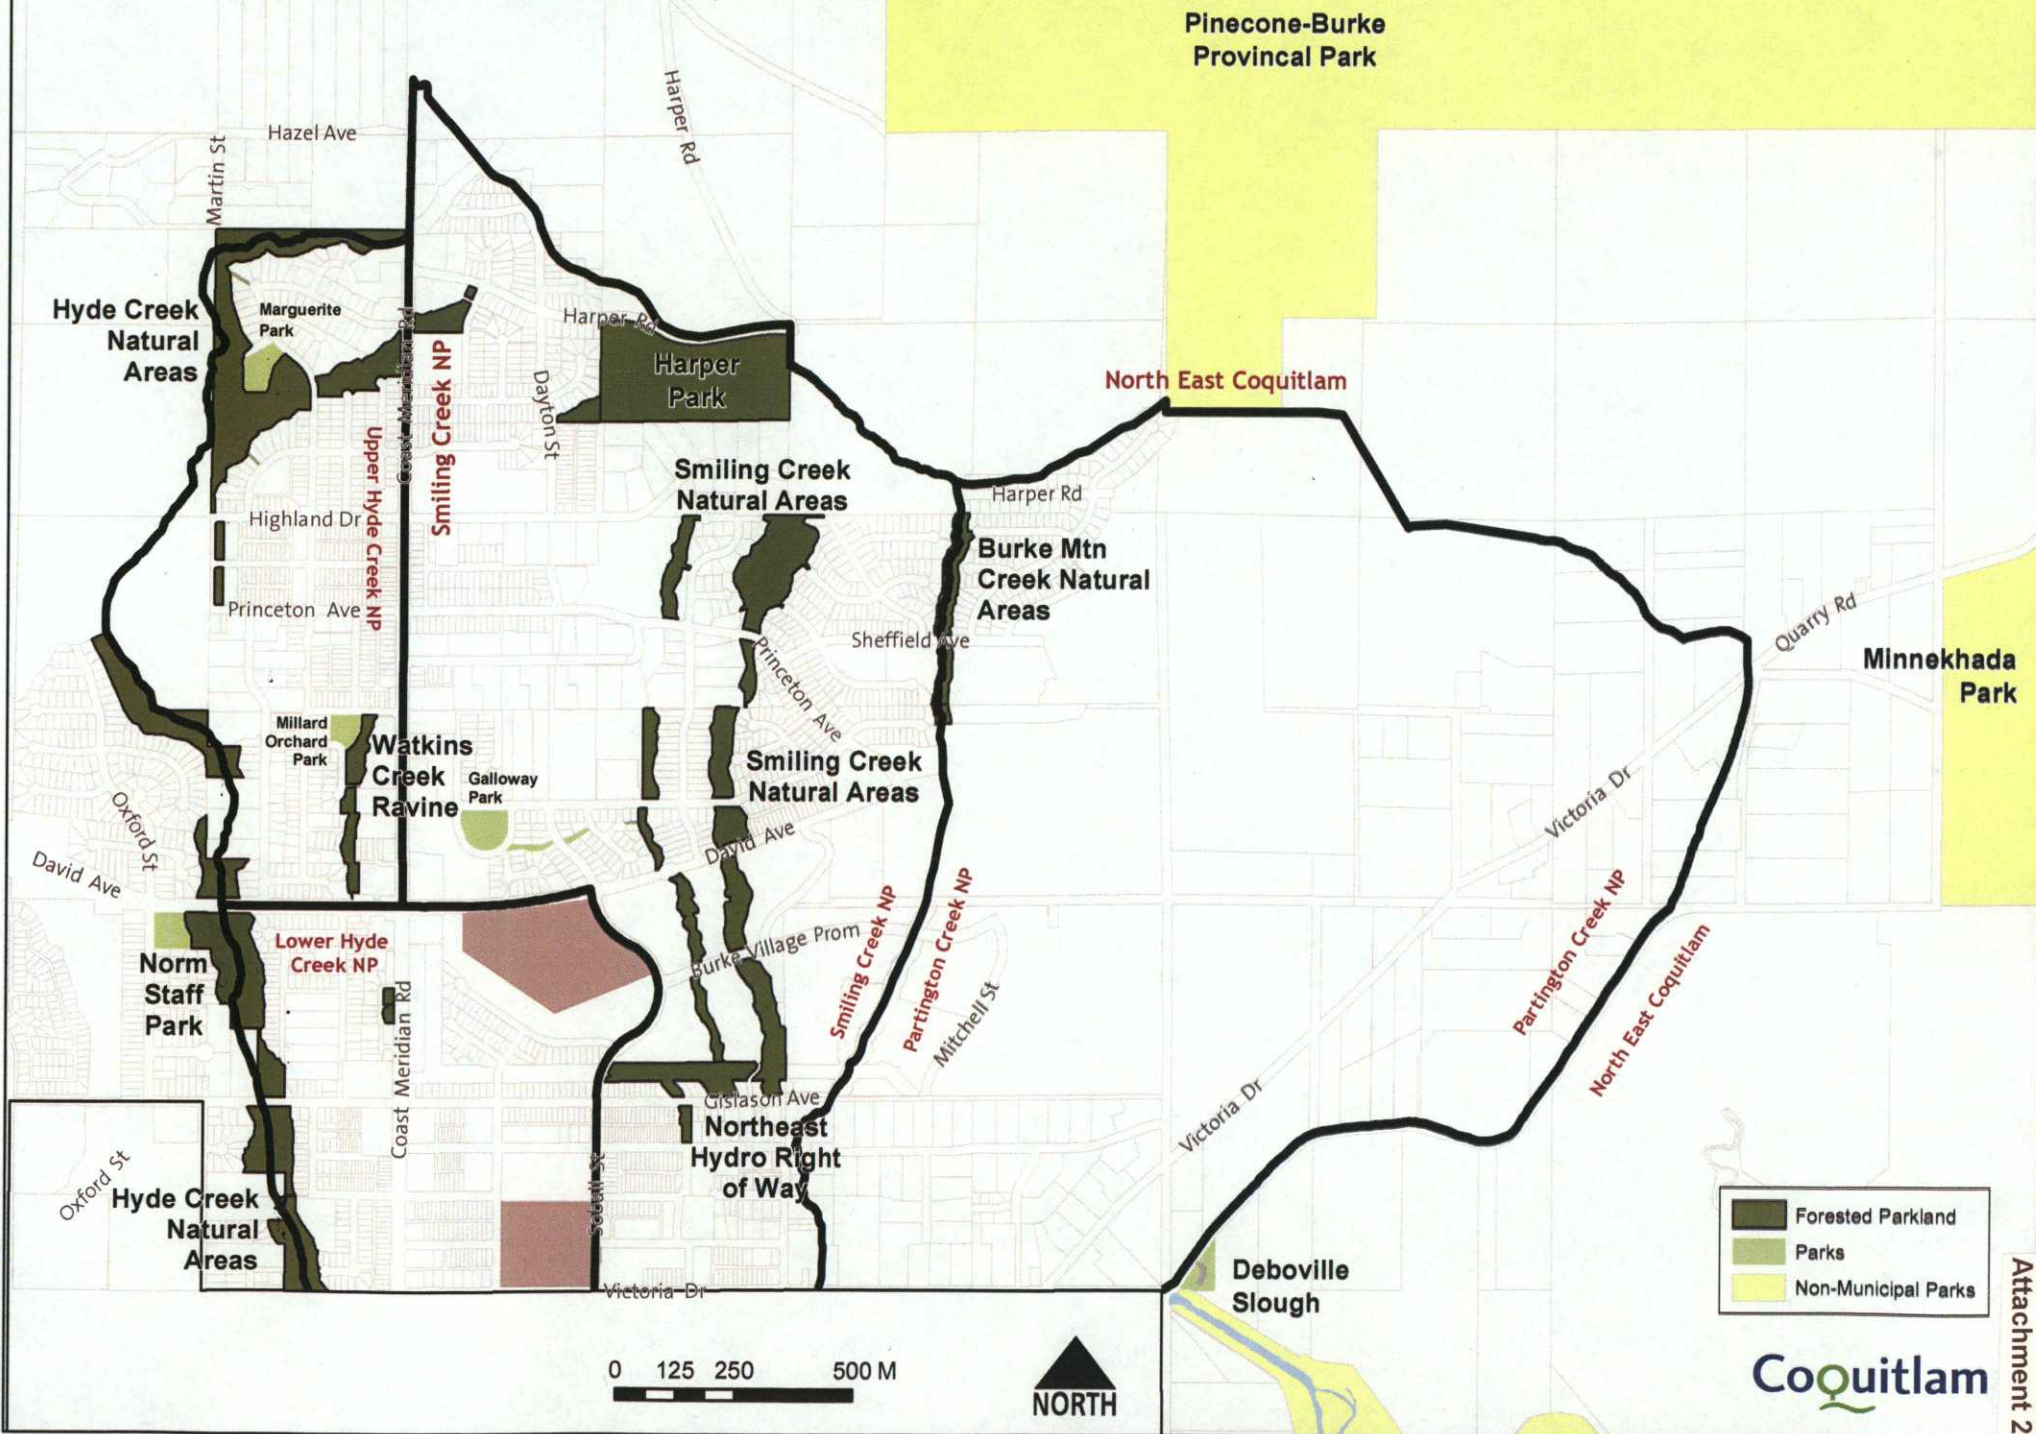 Pinecone-Burke
Provincal Park
Harper Rd
Hazel Ave
Martin St
Hyde Creek
Natural
Areas
Marguerite
Park
Coast Meridian Rd
Smiling Creek NP
Upper Hyde Creek NP
Harper Rd
Harper
Park
Dayton St
North East Coquitlam
Smiling Creek
Natural Areas
Harper Rd
Highland Dr
Burke Mtn
Creek Natural
Areas
Princeton Ave
Sheffield Ave
Princeton Ave
Quarry Rd
Minnekhada
Park
Millard
Orchard
Park
Watkins
Creek
Ravine
Galloway
Park
Smiling Creek
Natural Areas
Oxford St
David Ave
David Ave
Victoria Dr
Norm
Staff
Park
Lower Hyde
Creek NP
Coast Meridian Rd
Burke Village Prom
Smiling Creek NP
Partington Creek NP
Mitchell St
Partington Creek NP
North East Coquitlam
Gislason Ave
Northeast
Hydro Right
of Way
Victoria Dr
Oxford St
Hyde Creek
Natural
Areas
Soball St
Victoria Dr
Deboville
Slough
Forested Parkland
Parks
Non-Municipal Parks
0 125 250 500 M
NORTH
Coquitlam
Attachment 2